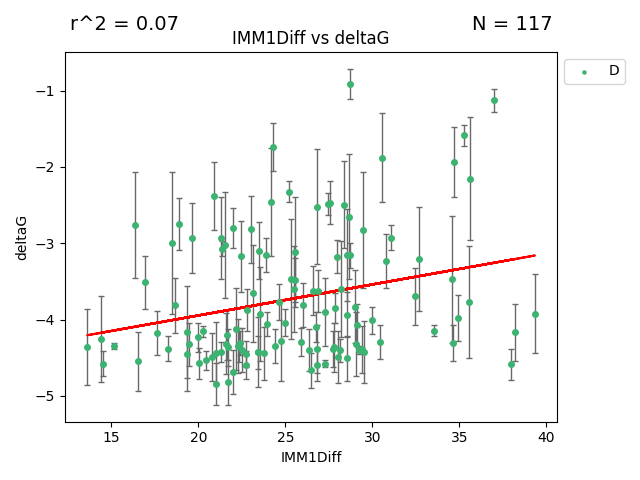 r^2 = 0.07
N = 117
IMM1Diff vs deltaG
D
−1
−2
−3
−4
−5
deltaG
15 20 25 30 35 40
IMM1Diff